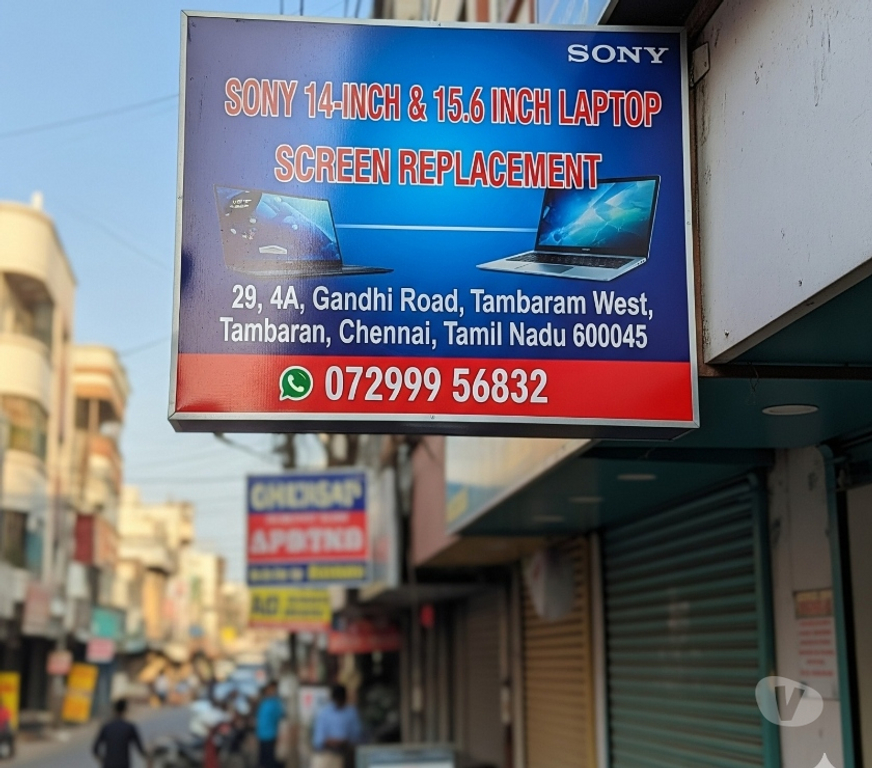 SONY
SONY 14-INCH & 15.6 INCH LAPTOP
SCREEN REPLACEMENT
29, 4A, Gandhi Road, Tambaram West,
Tambaran, Chennai, Tamil Nadu 600045
072999 56832
V